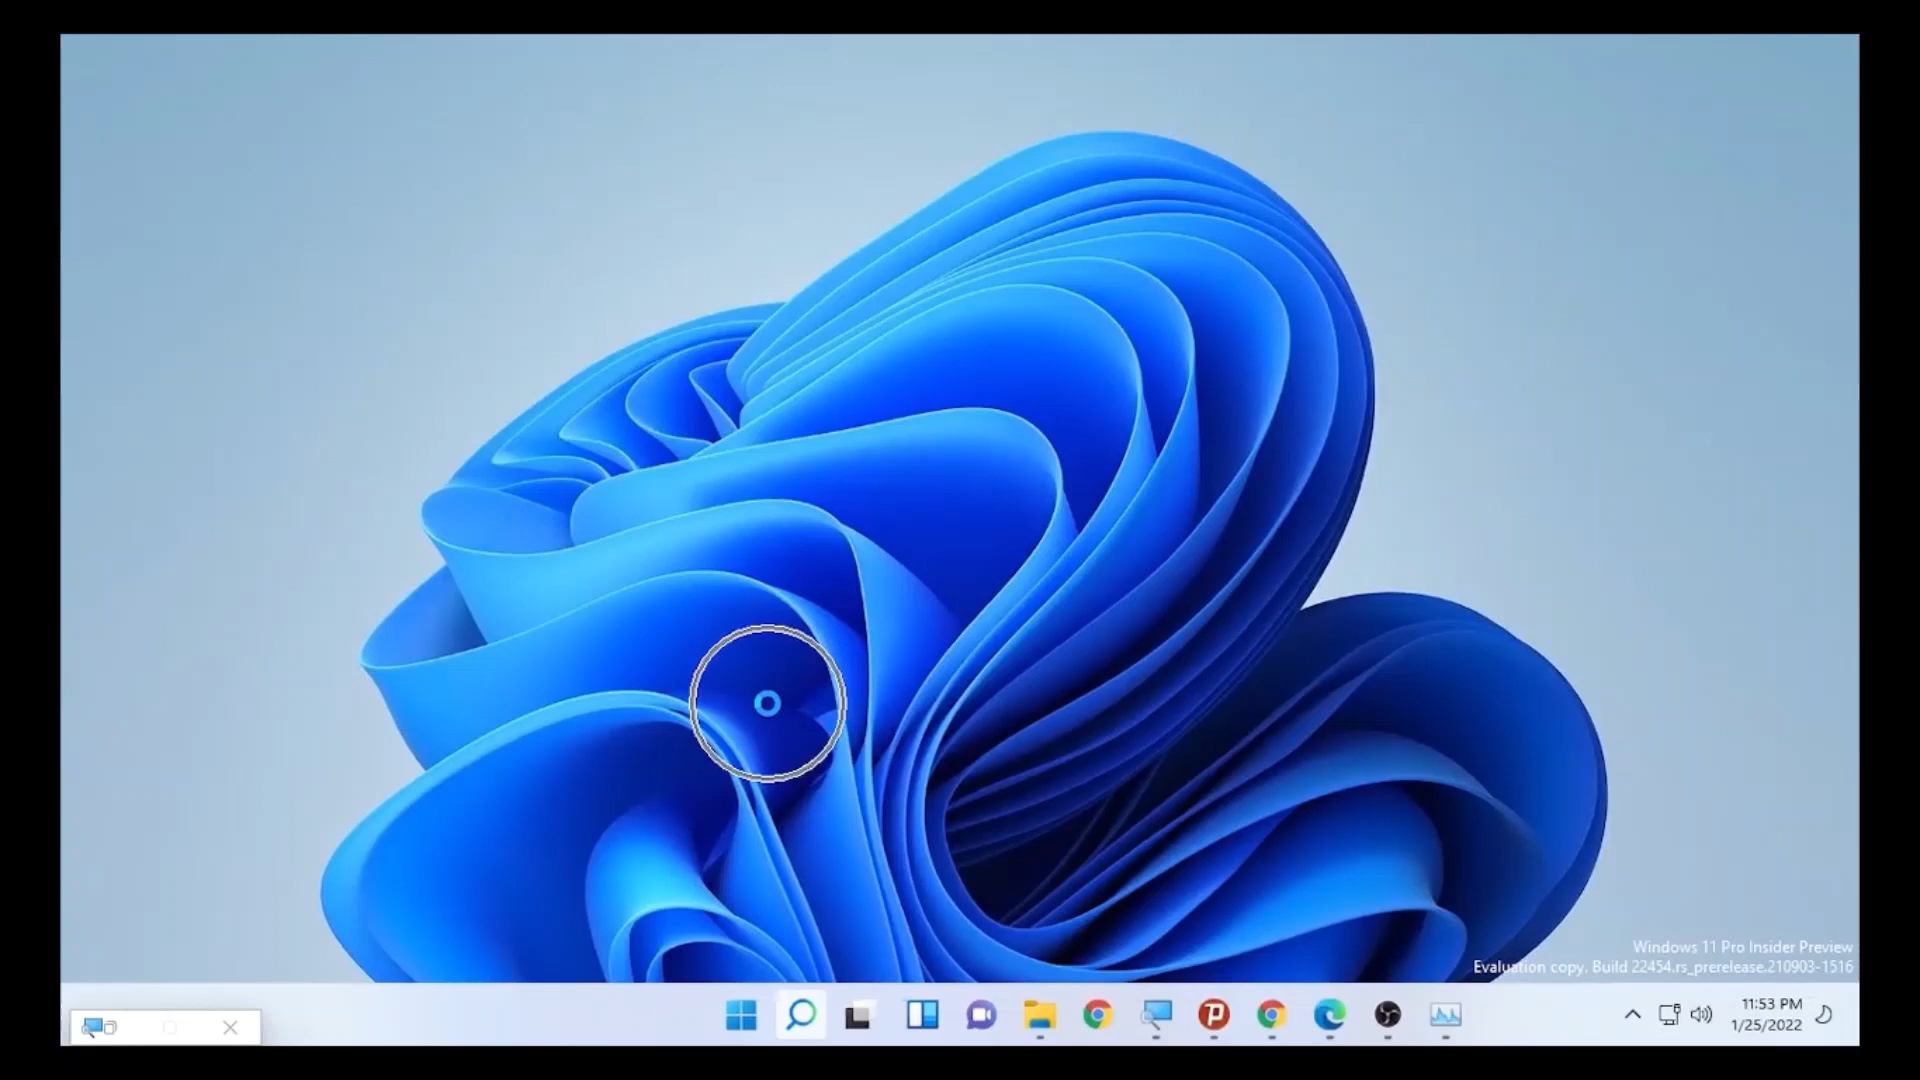 Windows 11 Pro Insider Preview
Evaluation copy. Build 22454.rs_prerelease.210903-1516
11:53 PM
1/25/2022